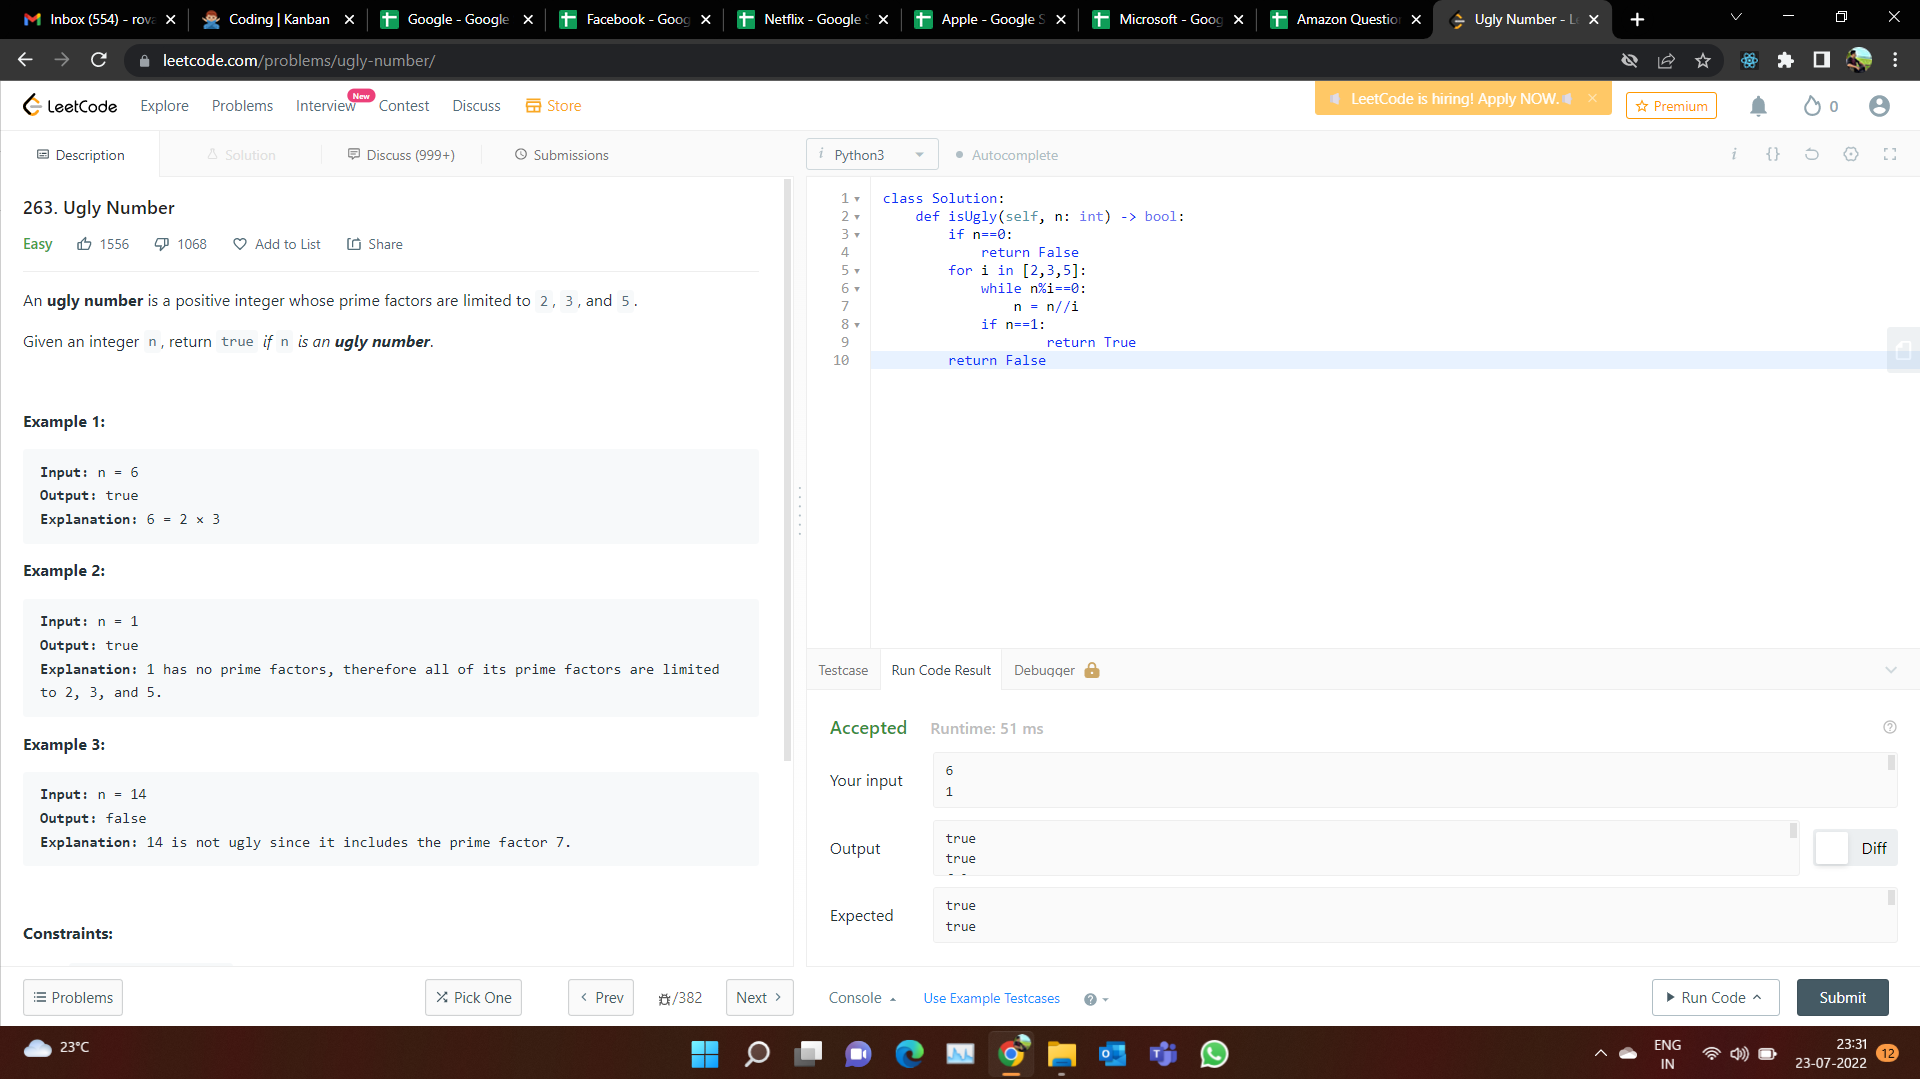 Inbox (554) - rova
Coding | Kanban
Google - Google
Facebook - Goog
Netflix - Google S
Apple - Google S
Microsoft - Goog
Amazon Questio
Ugly Number - L
leetcode.com/problems/ugly-number/
LeetCode
Explore
Problems
Interview
New
Contest
Discuss
Store
LeetCode is hiring! Apply NOW.
Premium
0
Description
Solution
Discuss (999+)
Submissions
i Python3
Autocomplete
i
{}
263. Ugly Number
Easy
1556
1068
Add to List
Share
An ugly number is a positive integer whose prime factors are limited to 2, 3, and 5.
Given an integer n, return true if n is an ugly number.
Example 1:
Input: n = 6
Output: true
Explanation: 6 = 2 × 3
Example 2:
Input: n = 1
Output: true
Explanation: 1 has no prime factors, therefore all of its prime factors are limited
to 2, 3, and 5.
Example 3:
Input: n = 14
Output: false
Explanation: 14 is not ugly since it includes the prime factor 7.
Constraints:
Problems
Pick One
Prev
/382
Next
1 class Solution:
2 def isUgly(self, n: int) -> bool:
3 if n==0:
4 return False
5 for i in [2,3,5]:
6 while n%i==0:
7 n = n//i
8 if n==1:
9 return True
10 return False
Testcase
Run Code Result
Debugger
Accepted
Runtime: 51 ms
Your input
6
1
Output
true
true
Diff
Expected
true
true
Console
Use Example Testcases
Run Code
Submit
23°C
ENG
IN
23:31
23-07-2022
12